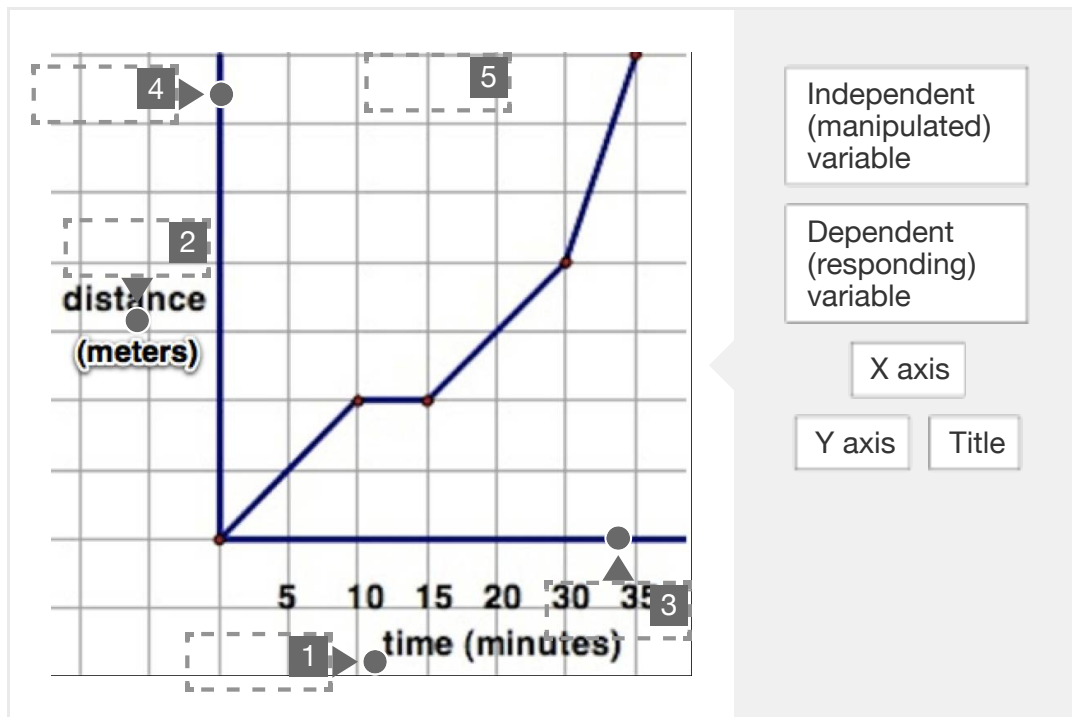 4
5
2
distance
(meters)
5 10 15 20 30 35
3
time (minutes)
1
Independent
(manipulated)
variable
Dependent
(responding)
variable
X axis
Y axis
Title